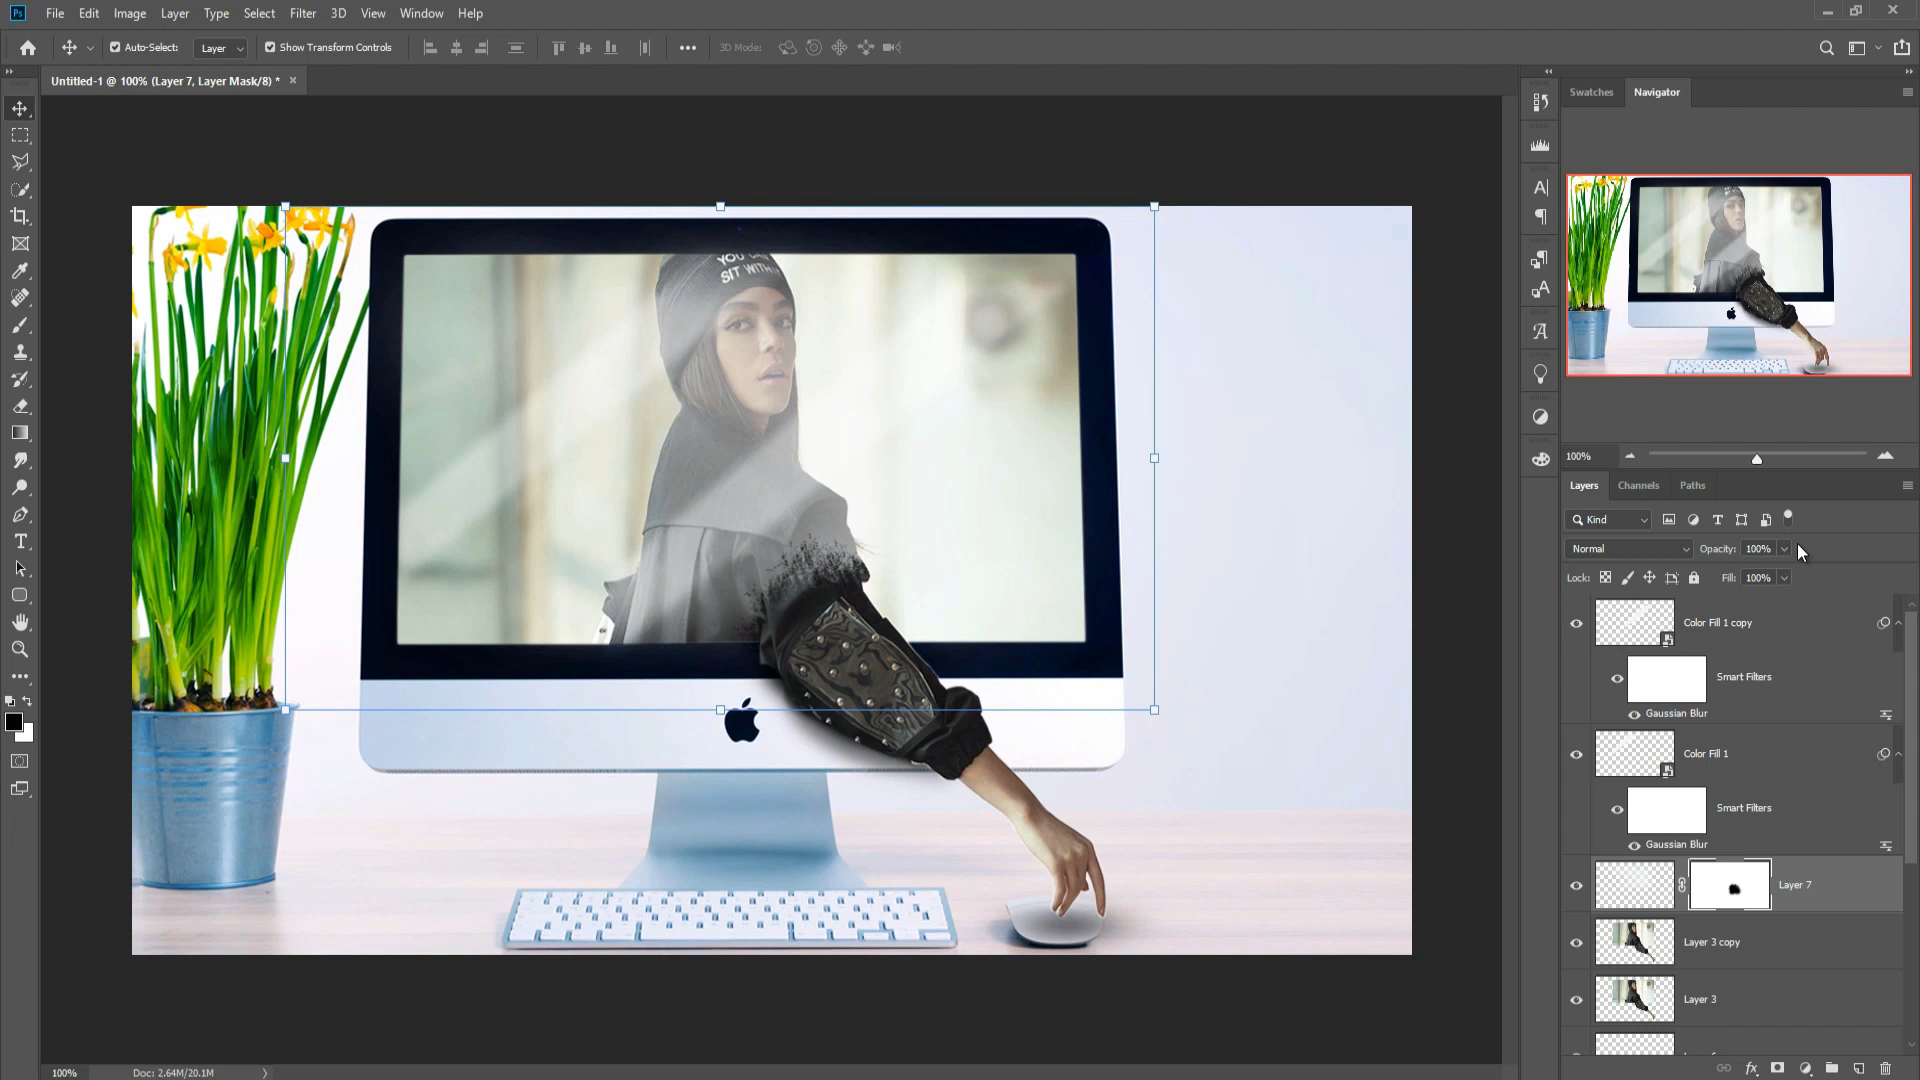 Ps File Edit Image Layer Type Select Filter 3D View Window Help
Auto-Select: Layer Show Transform Controls 3D Mode:
Untitled-1 @ 100% (Layer 7, Layer Mask/8) *
Swatches Navigator
YOU CAN
SIT WITH
100%
Layers Channels Paths
Kind
Normal Opacity: 100%
Lock: Fill: 100%
Color Fill 1 copy
Smart Filters
Gaussian Blur
Color Fill 1
Smart Filters
Gaussian Blur
Layer 7
Layer 3 copy
Layer 3
100% Doc: 2.64M/20.1M